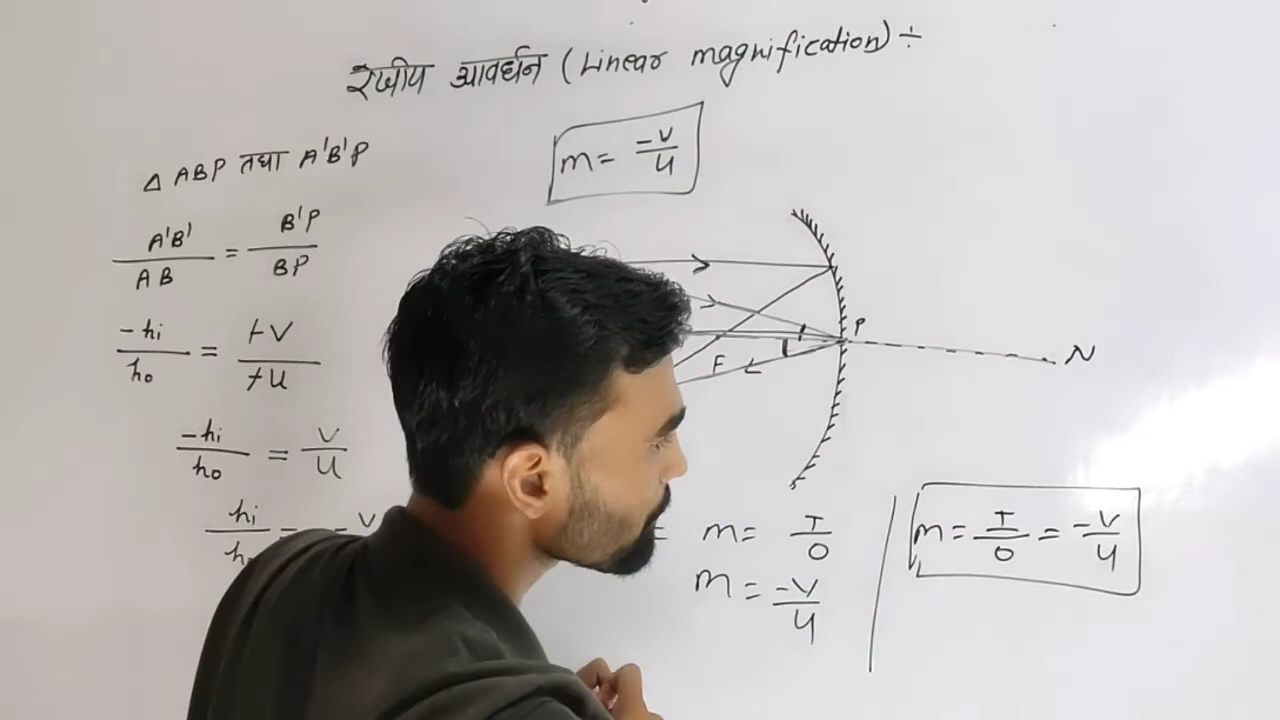 रेखीय आवर्धन (Linear magnification) ÷
m = -v/u
Δ ABP तथा A'B'P
A'B'/AB = B'P/BP
-hi/ho = +V/+U
-hi/ho = V/U
hi/h = -V
P
F
N
= m = I/O
m = -V/U
m = I/O = -V/U